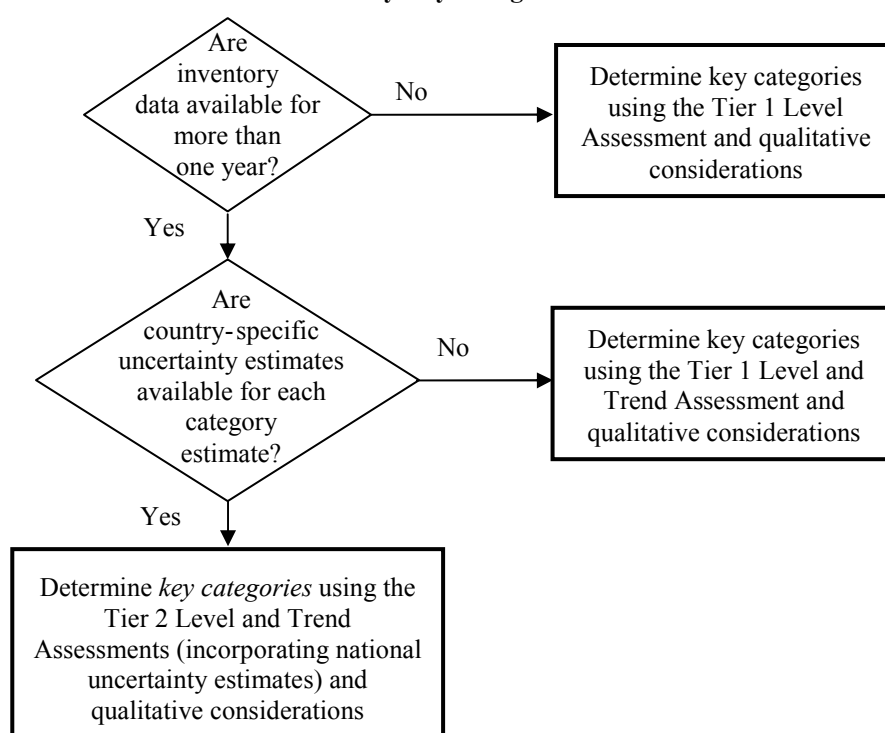 Are
inventory
data available for
more than
one year?
No
Determine key categories
using the Tier 1 Level
Assessment and qualitative
considerations
Yes
Are
country-specific
uncertainty estimates
available for each
category
estimate?
No
Determine key categories
using the Tier 1 Level and
Trend Assessment and
qualitative considerations
Yes
Determine key categories using the
Tier 2 Level and Trend
Assessments (incorporating national
uncertainty estimates) and
qualitative considerations